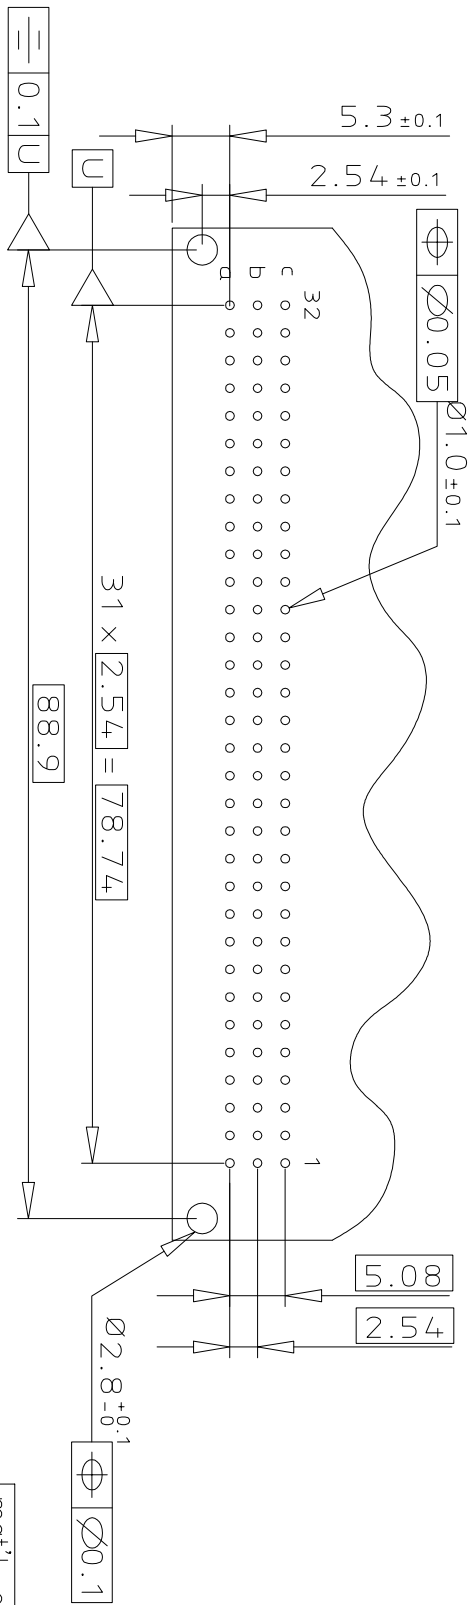 ⌯ 0.1 U
U
5.3 ±0.1
2.54 ±0.1
⌖ Ø0.05
Ø1.0 ±0.1
a b c
32
31 x 2.54 = 78.74
88.9
1
5.08
2.54
Ø2.8 +0.1 -0
⌖ Ø0.1